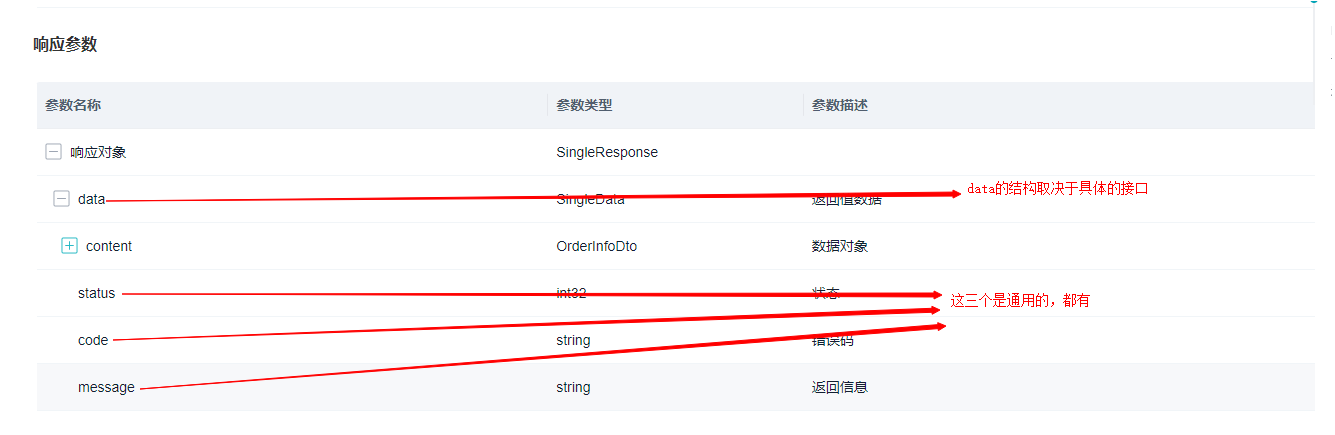 响应参数
参数名称 参数类型 参数描述
响应对象 SingleResponse
data SingleData 返回值数据 data的结构取决于具体的接口
content OrderInfoDto 数据对象
status int32 状态 这三个是通用的，都有
code string 错误码
message string 返回信息